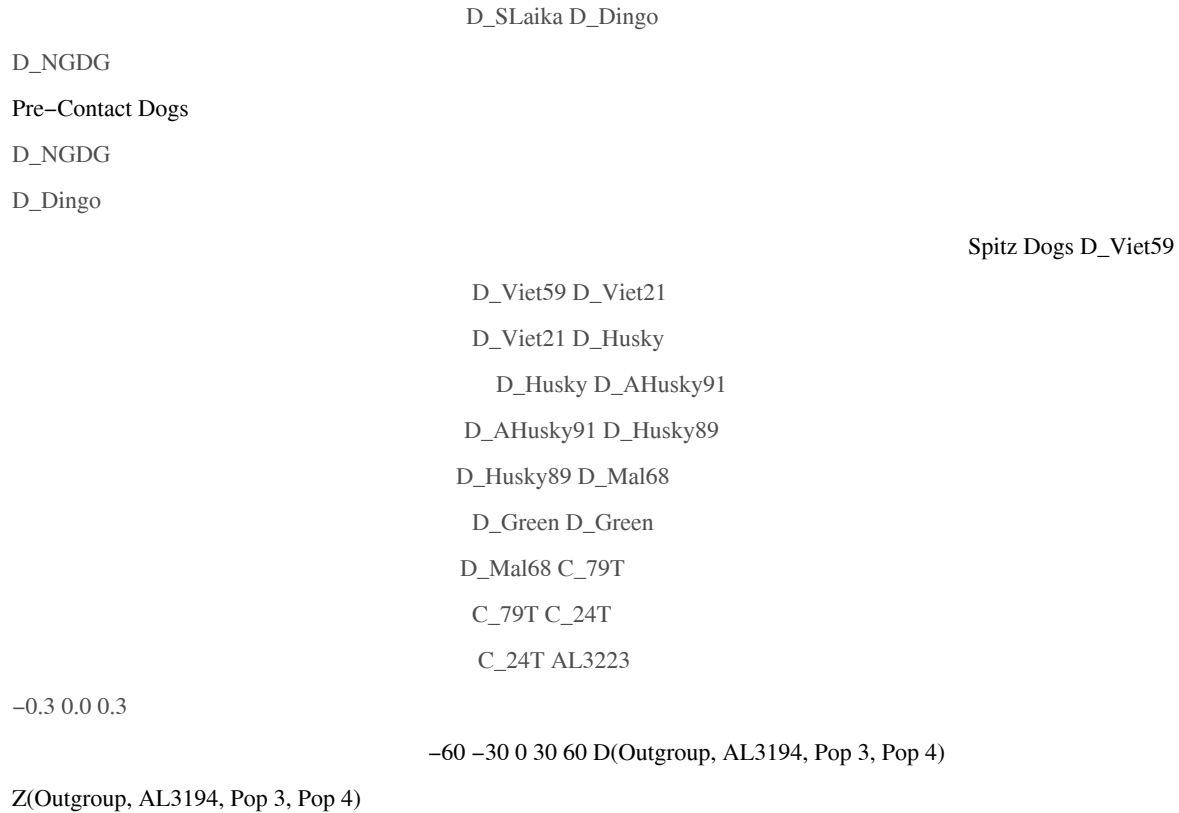 D_SLaika D_Dingo
D_NGDG
Pre−Contact Dogs
D_NGDG
D_Dingo
Spitz Dogs D_Viet59
D_Viet59 D_Viet21
D_Viet21 D_Husky
D_Husky D_AHusky91
D_AHusky91 D_Husky89
D_Husky89 D_Mal68
D_Green D_Green
D_Mal68 C_79T
C_79T C_24T
C_24T AL3223
−0.3 0.0 0.3
−60 −30 0 30 60 D(Outgroup, AL3194, Pop 3, Pop 4)
Z(Outgroup, AL3194, Pop 3, Pop 4)